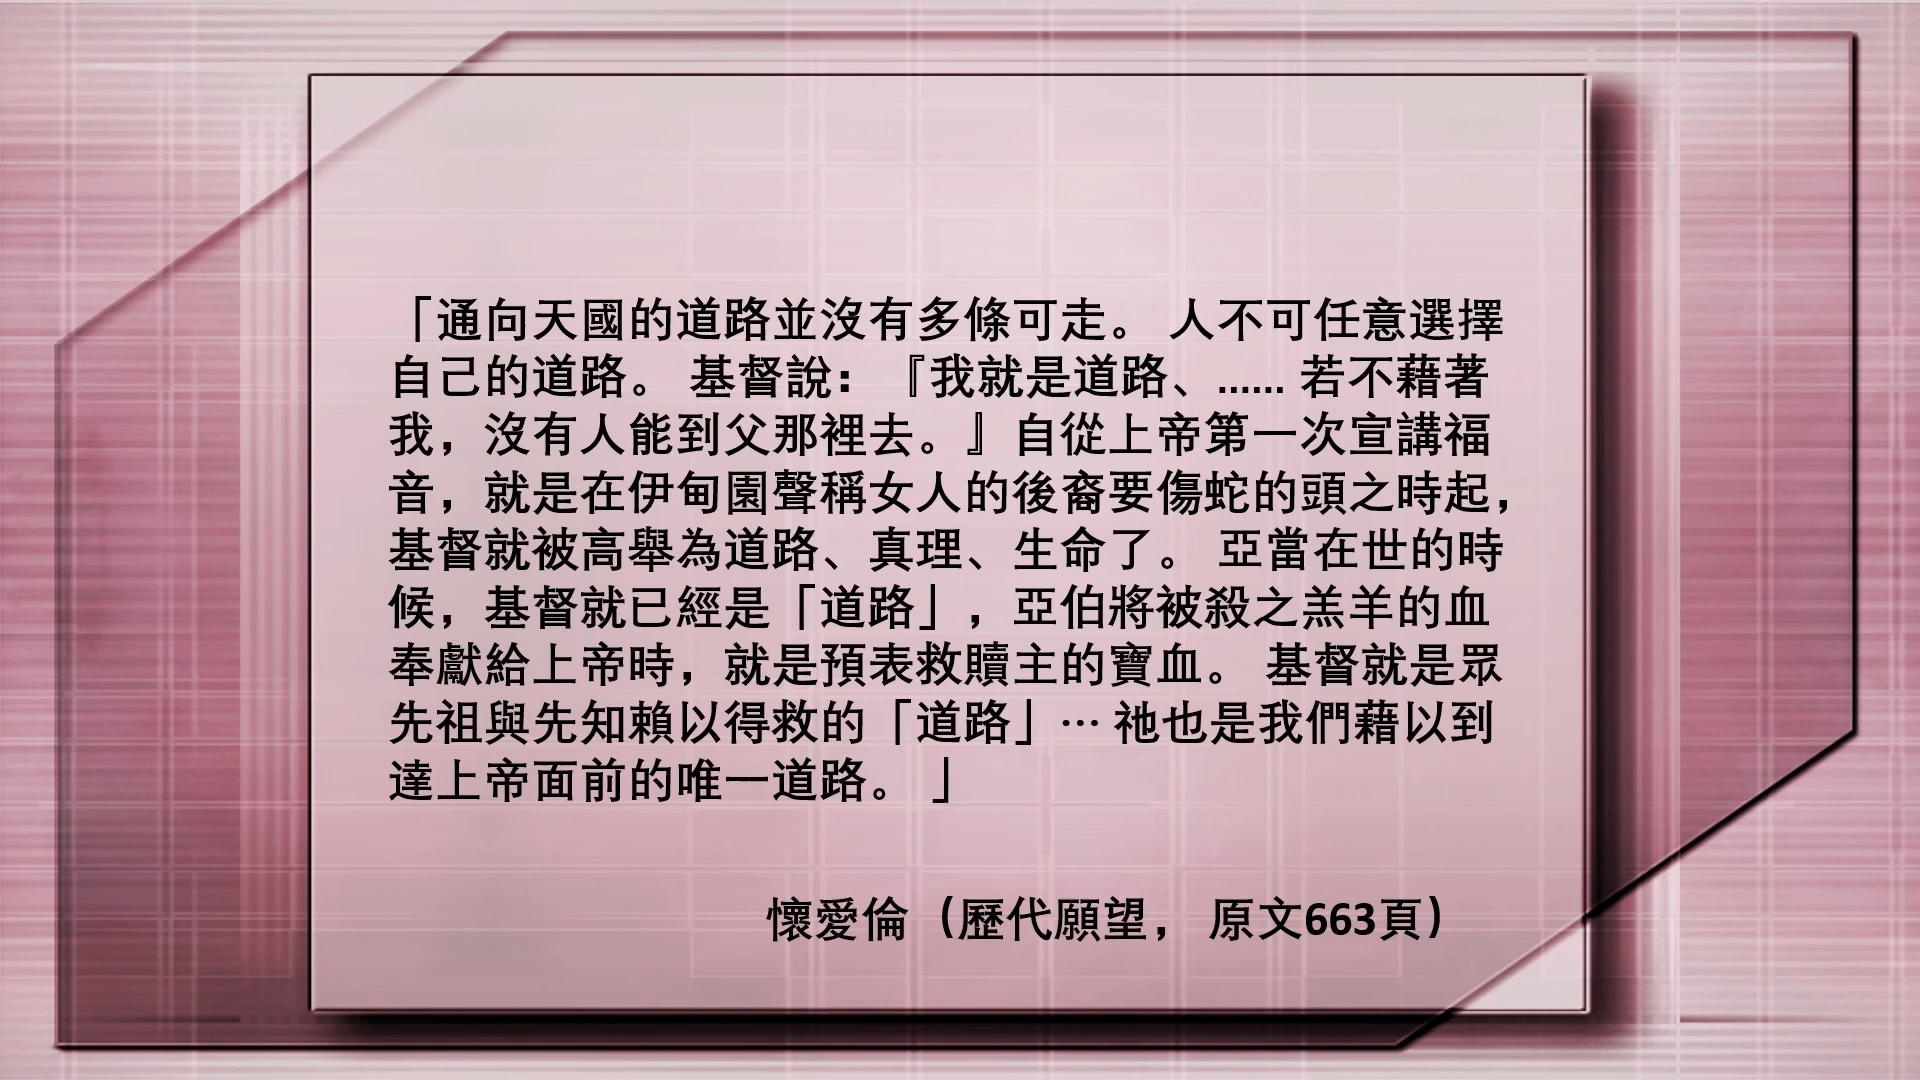 「通向天國的道路並沒有多條可走。 人不可任意選擇
自己的道路。 基督說：『我就是道路、...... 若不藉著
我，沒有人能到父那裡去。』自從上帝第一次宣講福
音，就是在伊甸園聲稱女人的後裔要傷蛇的頭之時起，
基督就被高舉為道路、真理、生命了。 亞當在世的時
候，基督就已經是「道路」，亞伯將被殺之羔羊的血
奉獻給上帝時，就是預表救贖主的寶血。 基督就是眾
先祖與先知賴以得救的「道路」… 祂也是我們藉以到
達上帝面前的唯一道路。 」
懷愛倫（歷代願望， 原文663頁）